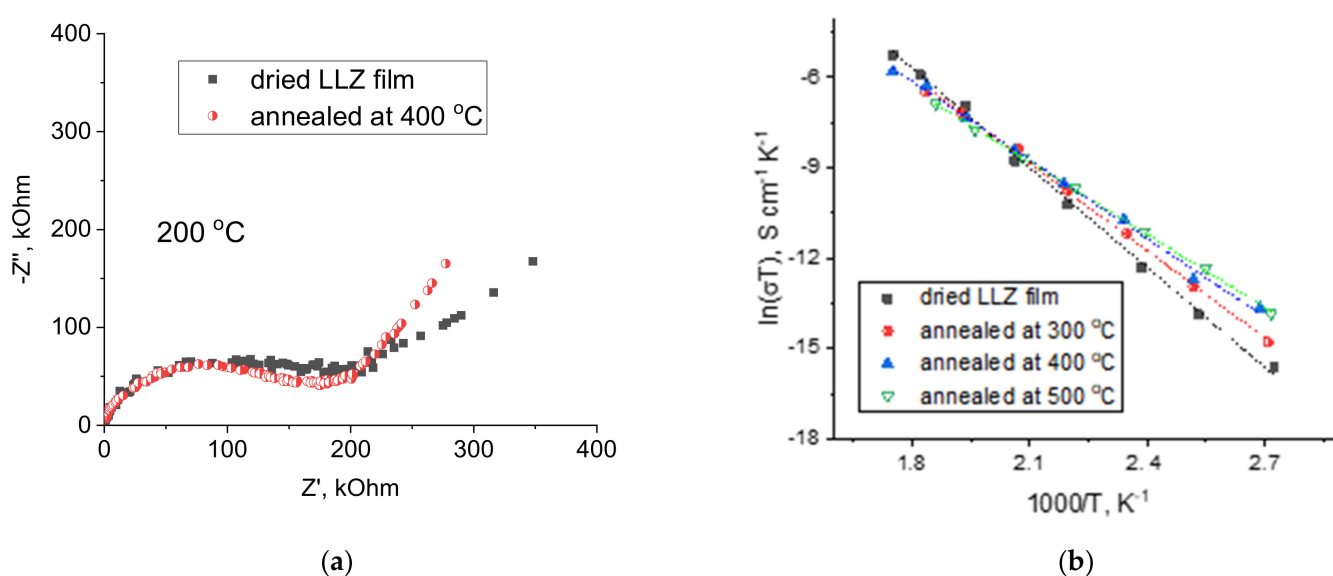 400
300
200
100
0
-Z", kOhm
dried LLZ film
annealed at 400 °C
200 °C
0 100 200 300 400
Z', kOhm
(a)
-6
-9
-12
-15
-18
ln(σT), S cm⁻¹ K⁻¹
dried LLZ film
annealed at 300 °C
annealed at 400 °C
annealed at 500 °C
1.8 2.1 2.4 2.7
1000/T, K⁻¹
(b)